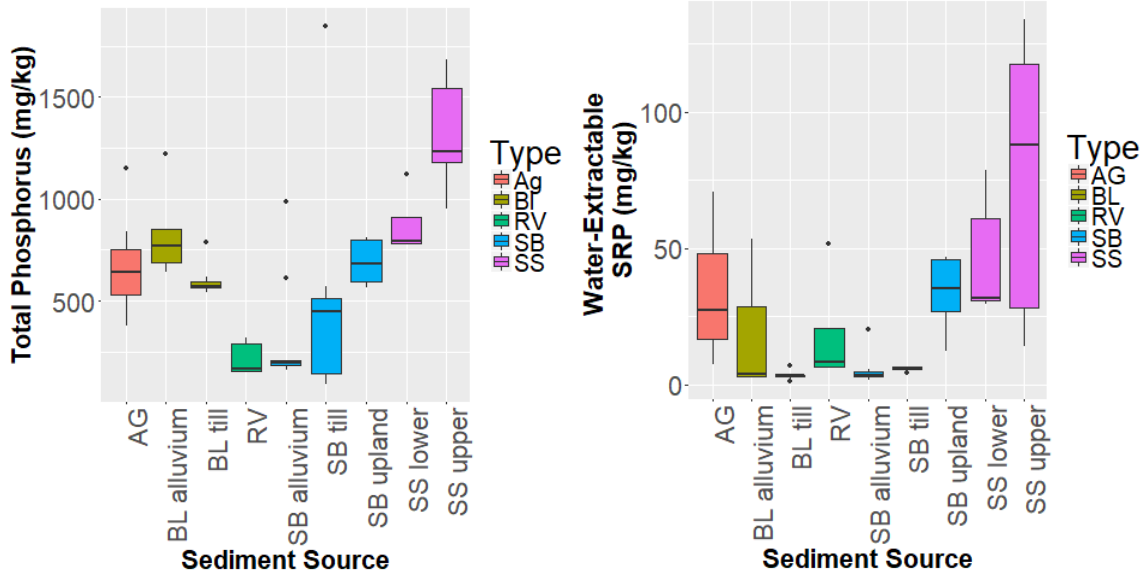 Total Phosphorus (mg/kg)
1500
1000
500
AG
BL alluvium
BL till
RV
SB alluvium
SB till
SB upland
SS lower
SS upper
Sediment Source
Type
Ag
Bl
RV
SB
SS
Water-Extractable
SRP (mg/kg)
100
50
0
AG
BL alluvium
BL till
RV
SB alluvium
SB till
SB upland
SS lower
SS upper
Sediment Source
Type
AG
BL
RV
SB
SS